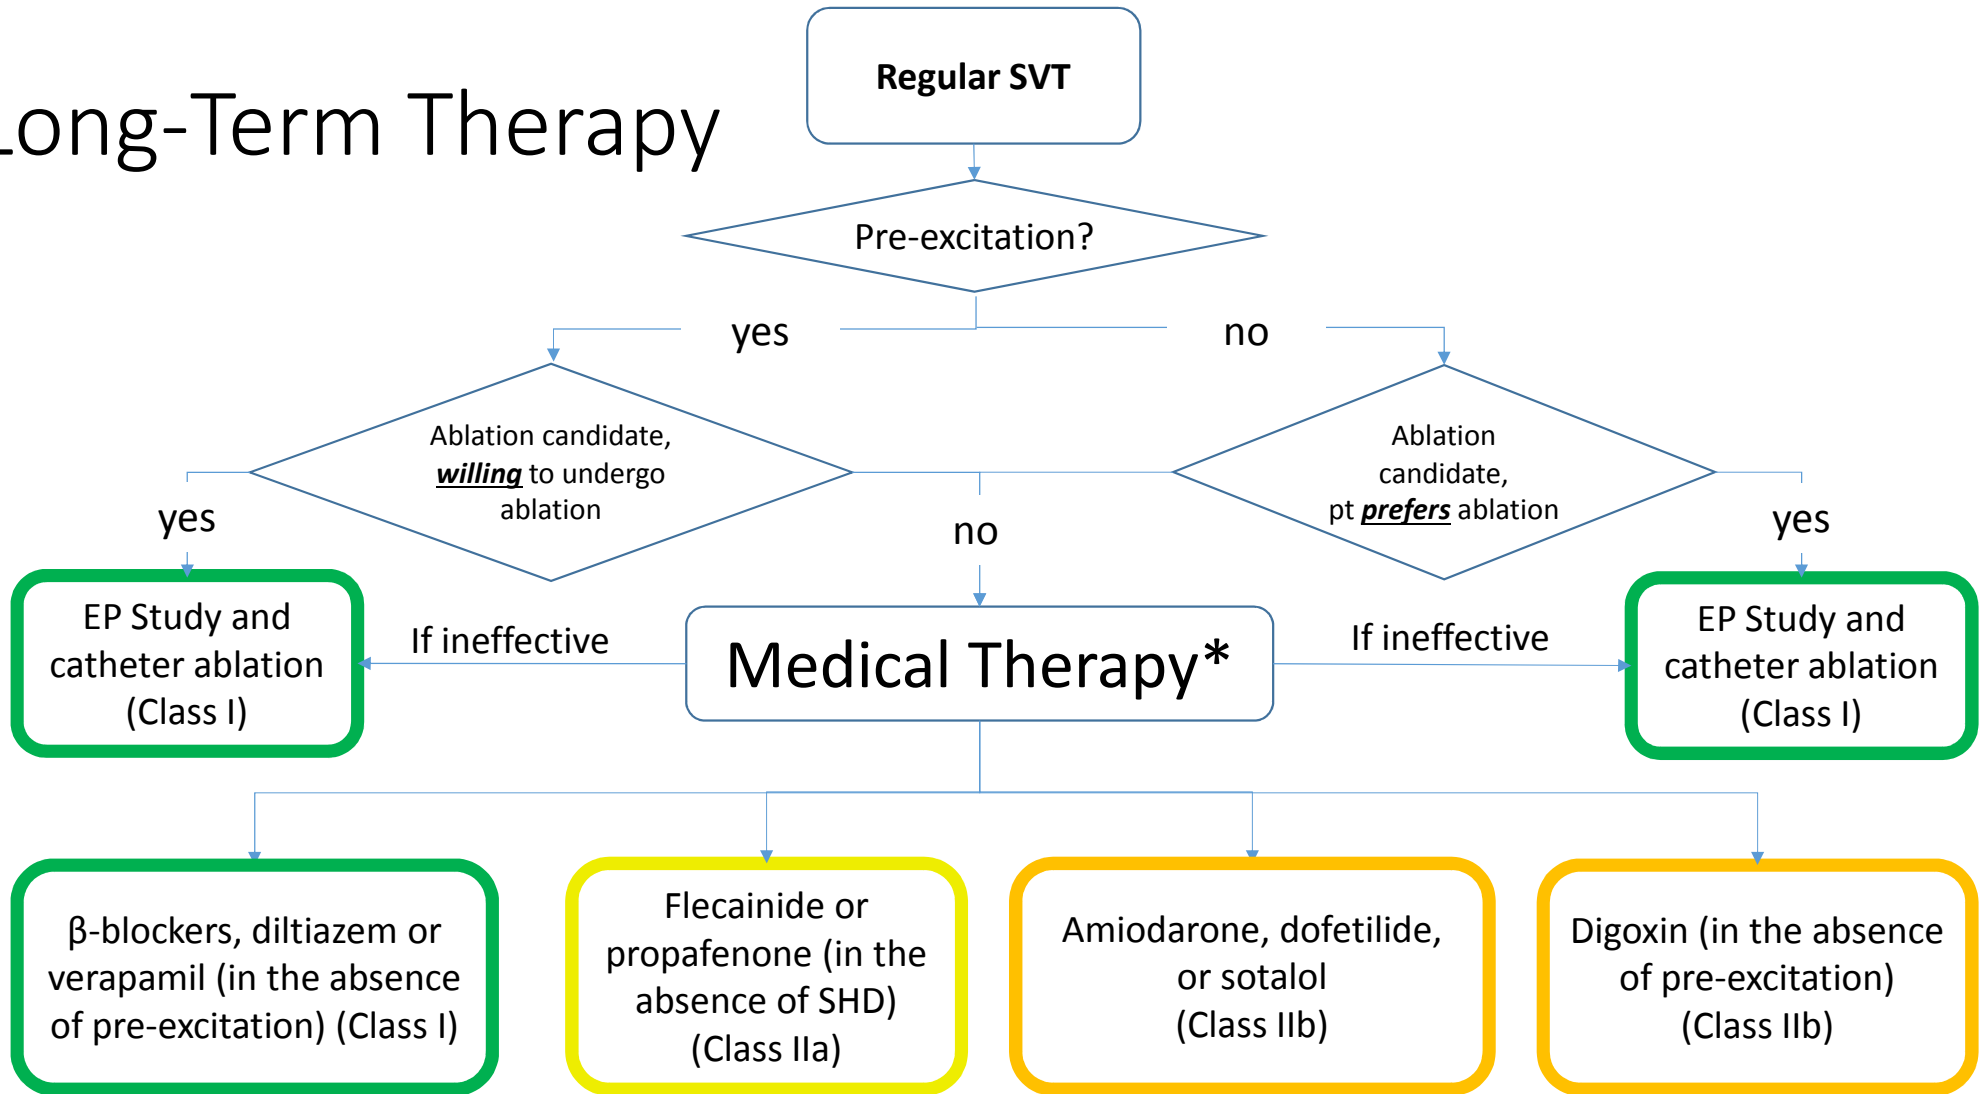 Long-Term Therapy
Regular SVT
Pre-excitation?
yes
no
Ablation candidate,
willing to undergo
ablation
Ablation
candidate,
pt prefers ablation
yes
no
yes
EP Study and
catheter ablation
(Class I)
If ineffective
Medical Therapy*
If ineffective
EP Study and
catheter ablation
(Class I)
β-blockers, diltiazem or
verapamil (in the absence
of pre-excitation) (Class I)
Flecainide or
propafenone (in the
absence of SHD)
(Class IIa)
Amiodarone, dofetilide,
or sotalol
(Class IIb)
Digoxin (in the absence
of pre-excitation)
(Class IIb)